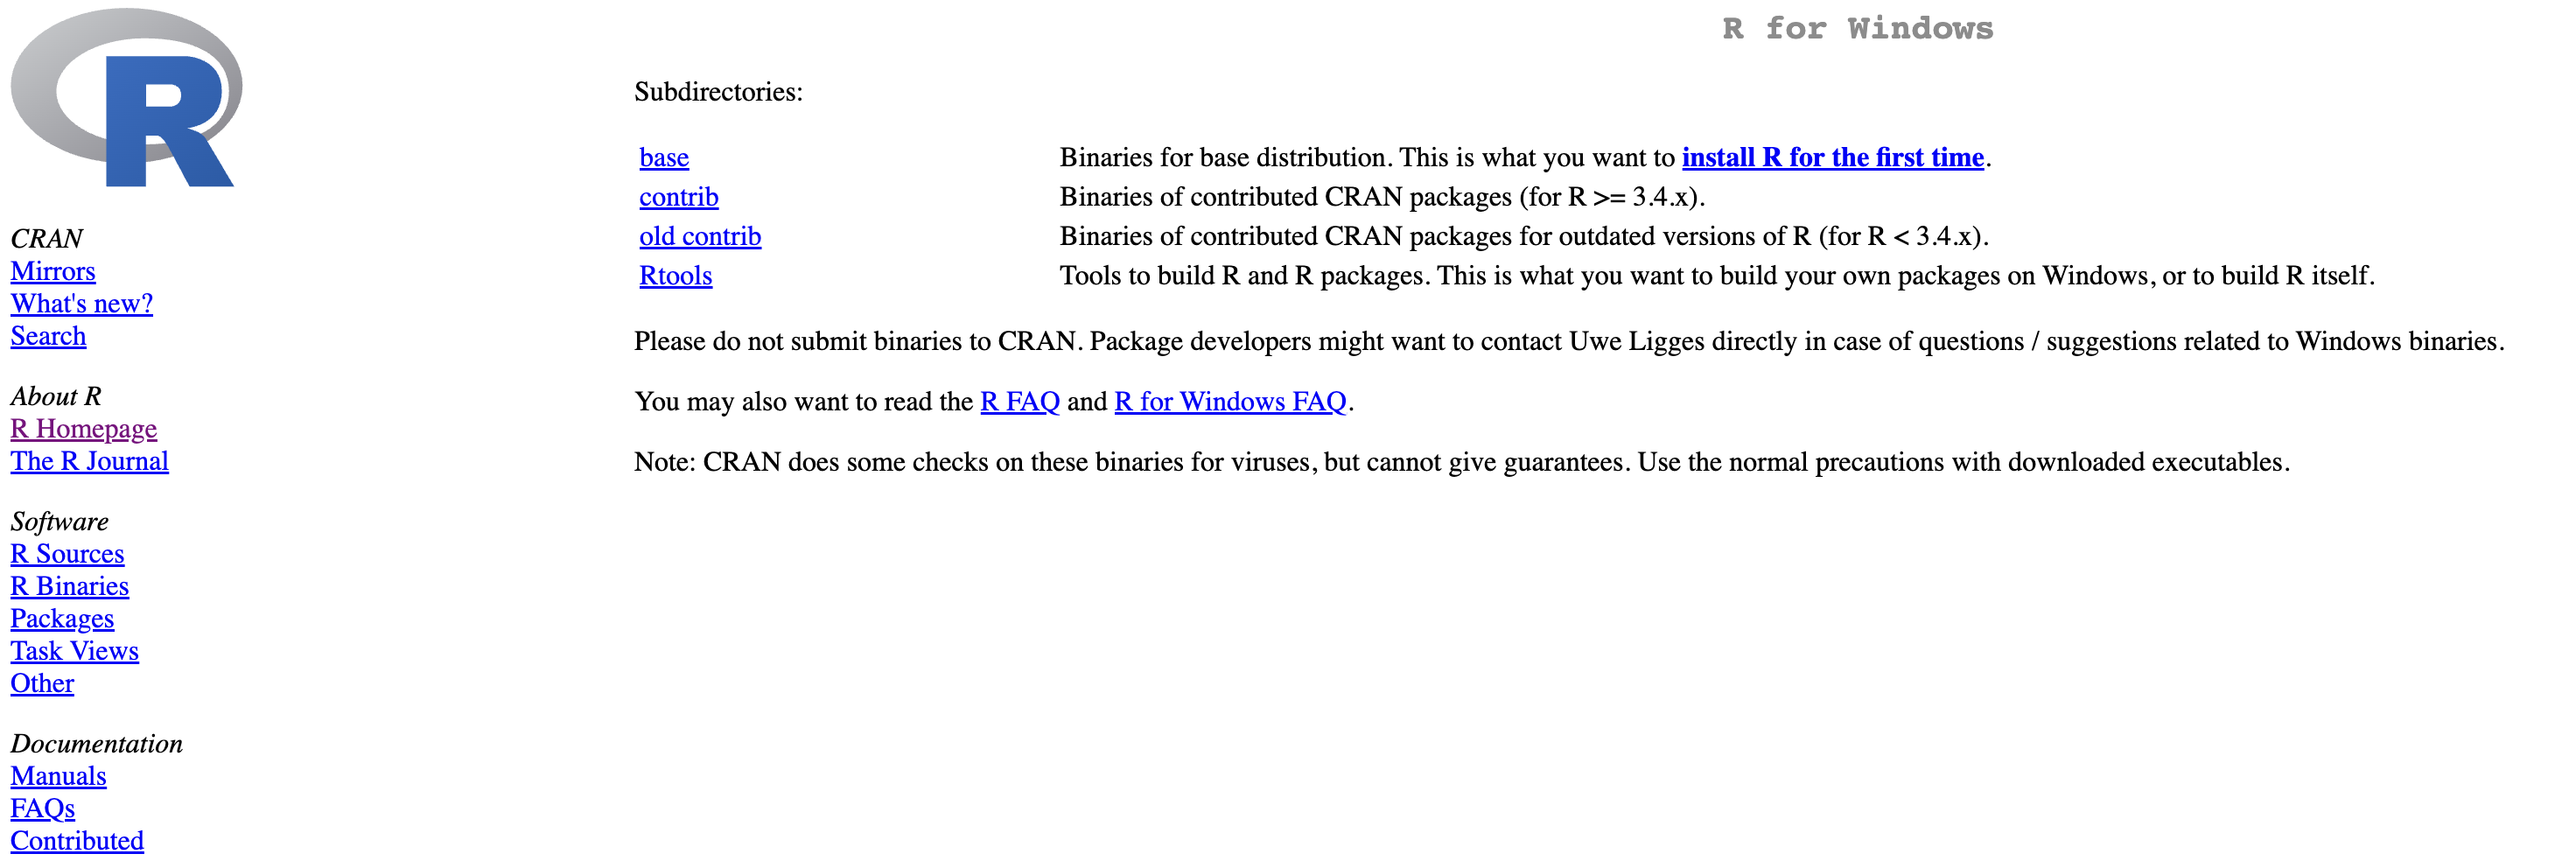 R
CRAN
Mirrors
What's new?
Search
About R
R Homepage
The R Journal
Software
R Sources
R Binaries
Packages
Task Views
Other
Documentation
Manuals
FAQs
Contributed
R for Windows
Subdirectories:
base Binaries for base distribution. This is what you want to install R for the first time.
contrib Binaries of contributed CRAN packages (for R >= 3.4.x).
old contrib Binaries of contributed CRAN packages for outdated versions of R (for R < 3.4.x).
Rtools Tools to build R and R packages. This is what you want to build your own packages on Windows, or to build R itself.
Please do not submit binaries to CRAN. Package developers might want to contact Uwe Ligges directly in case of questions / suggestions related to Windows binaries.
You may also want to read the R FAQ and R for Windows FAQ.
Note: CRAN does some checks on these binaries for viruses, but cannot give guarantees. Use the normal precautions with downloaded executables.